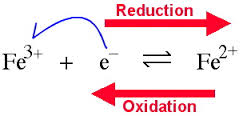 Reduction
Fe³⁺ + e⁻ ⇌ Fe²⁺
Oxidation